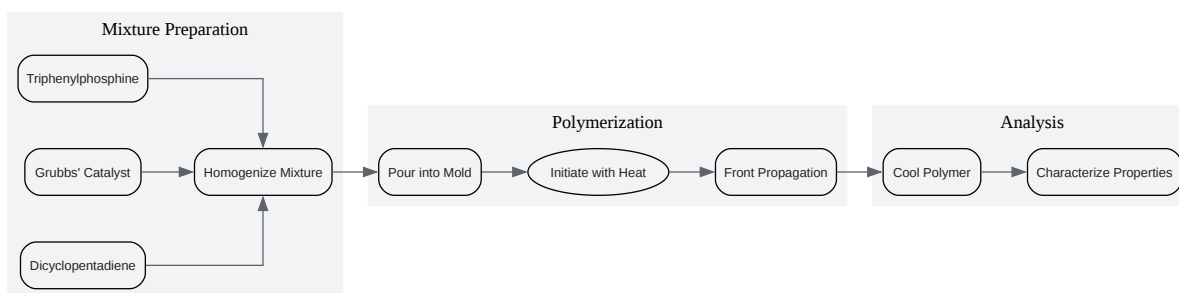 Mixture Preparation
Triphenylphosphine
Grubbs' Catalyst
Homogenize Mixture
Dicyclopentadiene
Polymerization
Pour into Mold
Initiate with Heat
Front Propagation
Analysis
Cool Polymer
Characterize Properties